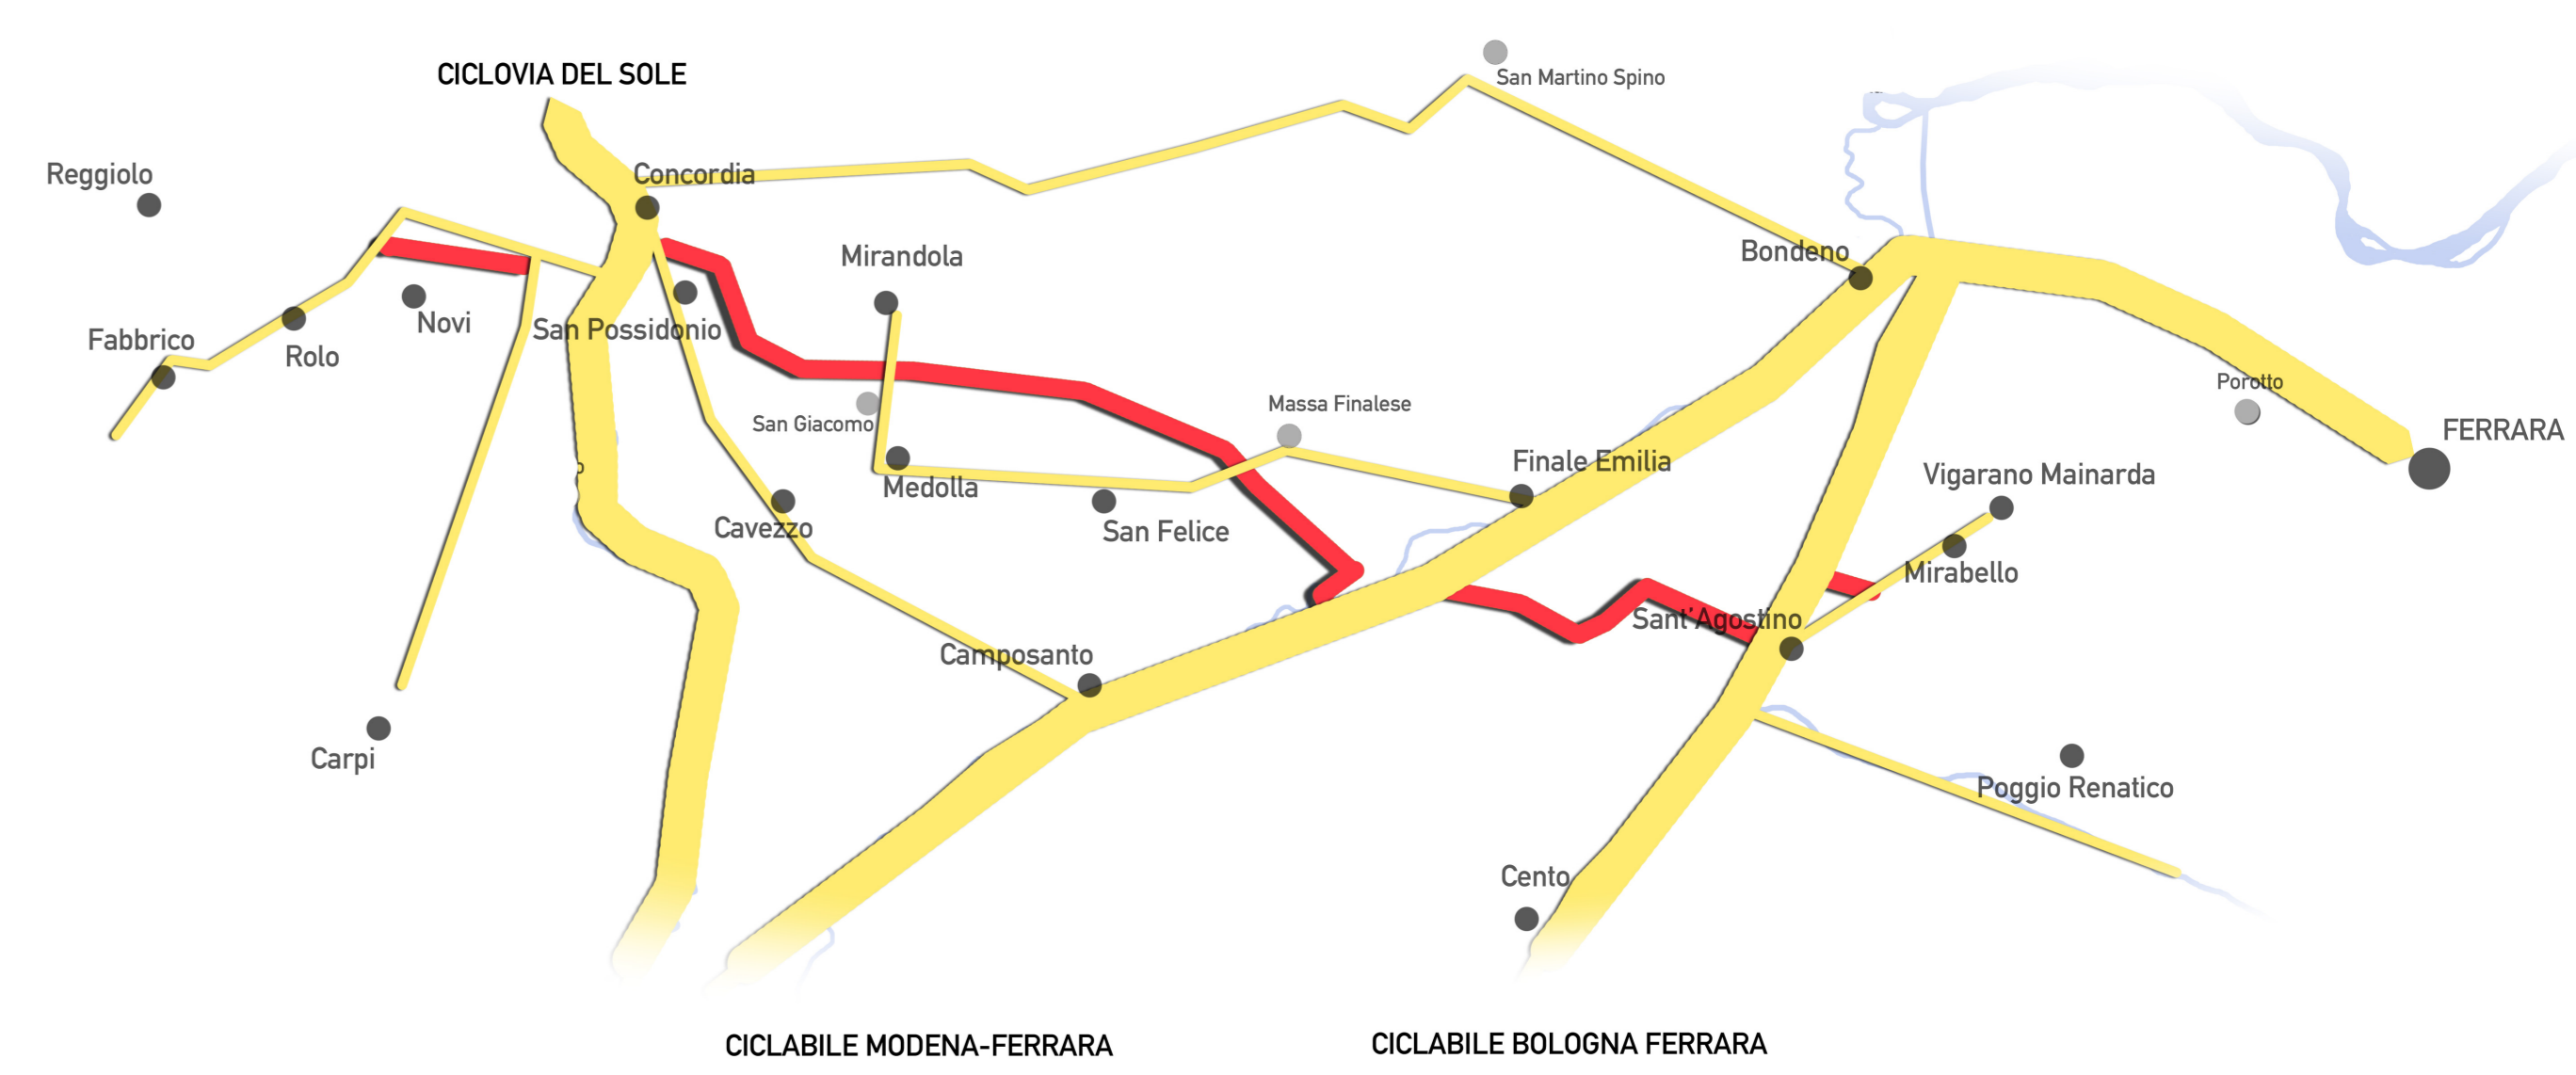 CICLOVIA DEL SOLE
San Martino Spino
Reggiolo
Concordia
Bondeno
Mirandola
Novi
San Possidonio
Fabbrico
Rolo
Porotto
San Giacomo
Massa Finalese
FERRARA
Finale Emilia
Vigarano Mainarda
Medolla
Cavezzo
San Felice
Mirabello
Sant'Agostino
Camposanto
Carpi
Poggio Renatico
Cento
CICLABILE MODENA-FERRARA
CICLABILE BOLOGNA FERRARA